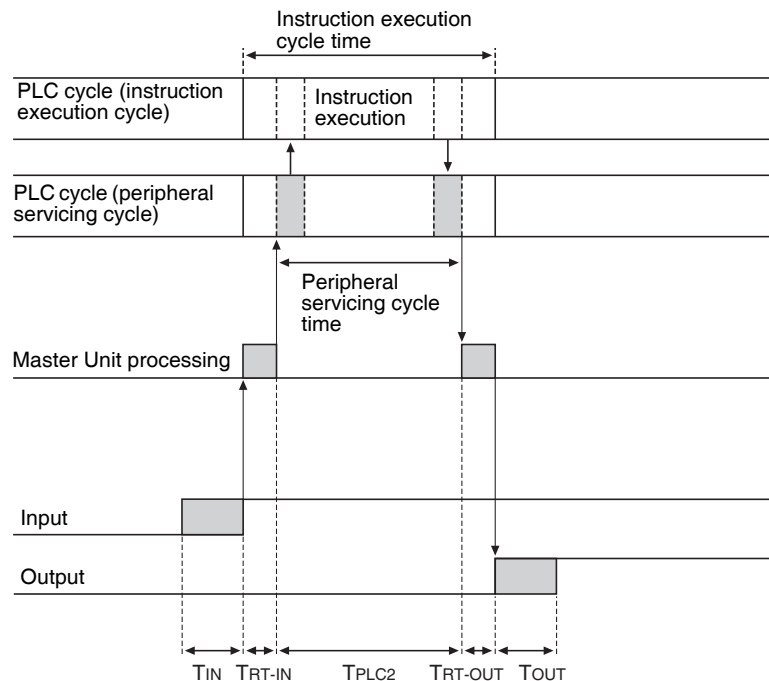 Instruction execution
cycle time
PLC cycle (instruction
execution cycle)
Instruction
execution
PLC cycle (peripheral
servicing cycle)
Peripheral
servicing cycle
time
Master Unit processing
Input
Output
TIN TRT-IN TPLC2 TRT-OUT TOUT